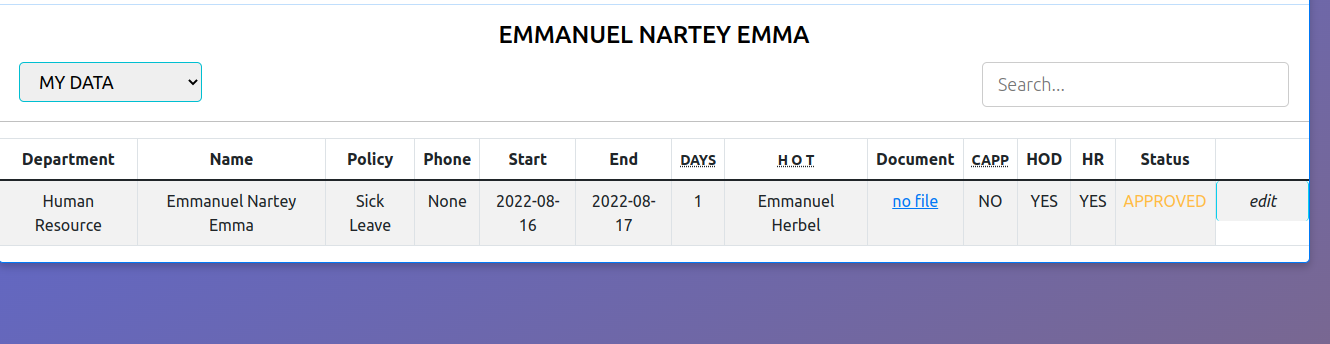 EMMANUEL NARTEY EMMA
MY DATA
Search...
Department Name Policy Phone Start End DAYS H O T Document CAPP HOD HR Status
Human Emmanuel Nartey Sick None 2022-08- 2022-08- 1 Emmanuel no file NO YES YES APPROVED edit
Resource Emma Leave 16 17 Herbel